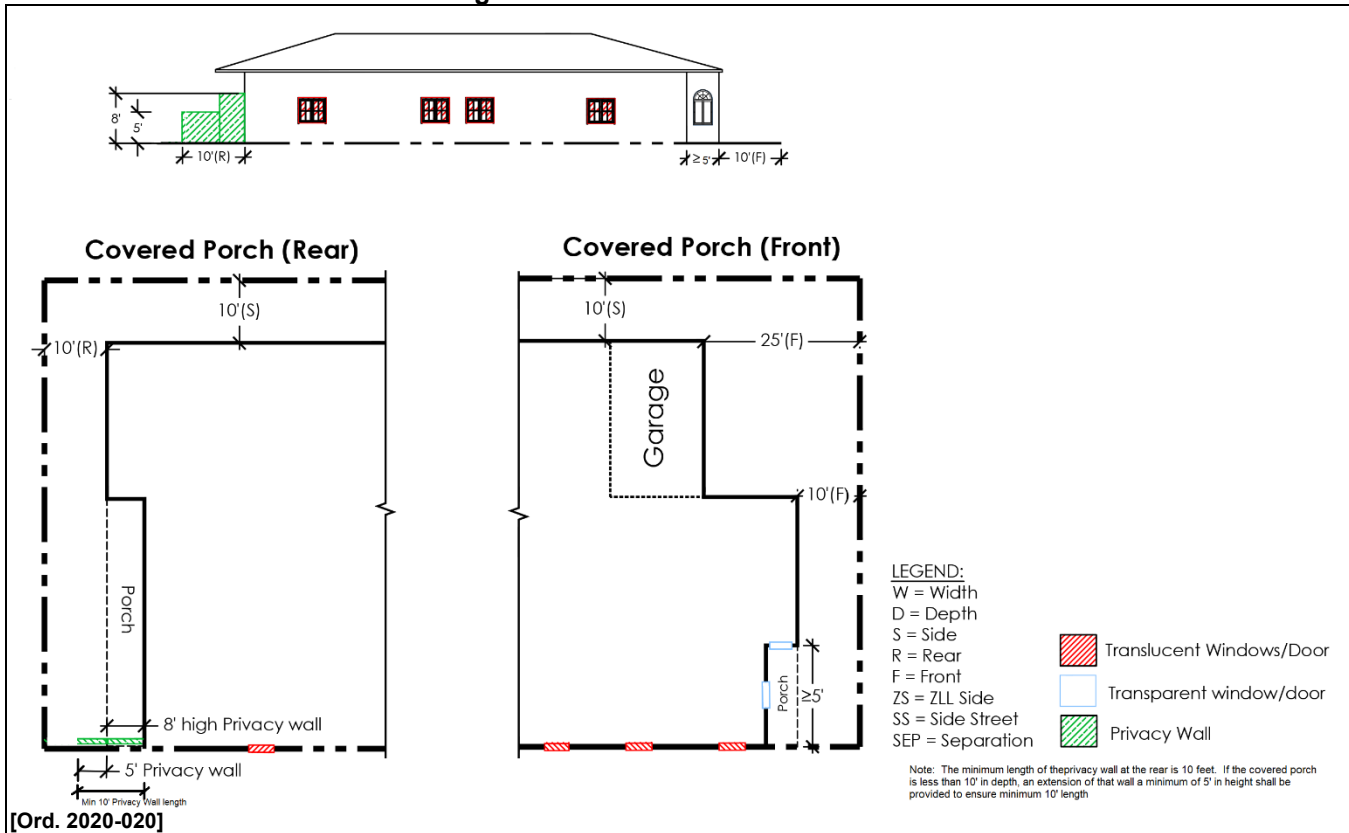 8'
5'
10'(R)
≥5'
10'(F)
Covered Porch (Rear)
Covered Porch (Front)
10'(S)
10'(S)
10'(R)
25'(F)
Garage
10'(F)
Porch
Porch
≥5'
8' high Privacy wall
5' Privacy wall
Min 10' Privacy Wall length
LEGEND:
W = Width
D = Depth
S = Side
R = Rear
F = Front
ZS = ZLL Side
SS = Side Street
SEP = Separation
Translucent Windows/Door
Transparent window/door
Privacy Wall
Note: The minimum length of theprivacy wall at the rear is 10 feet. If the covered porch
is less than 10' in depth, an extension of that wall a minimum of 5' in height shall be
provided to ensure minimum 10' length
[Ord. 2020-020]